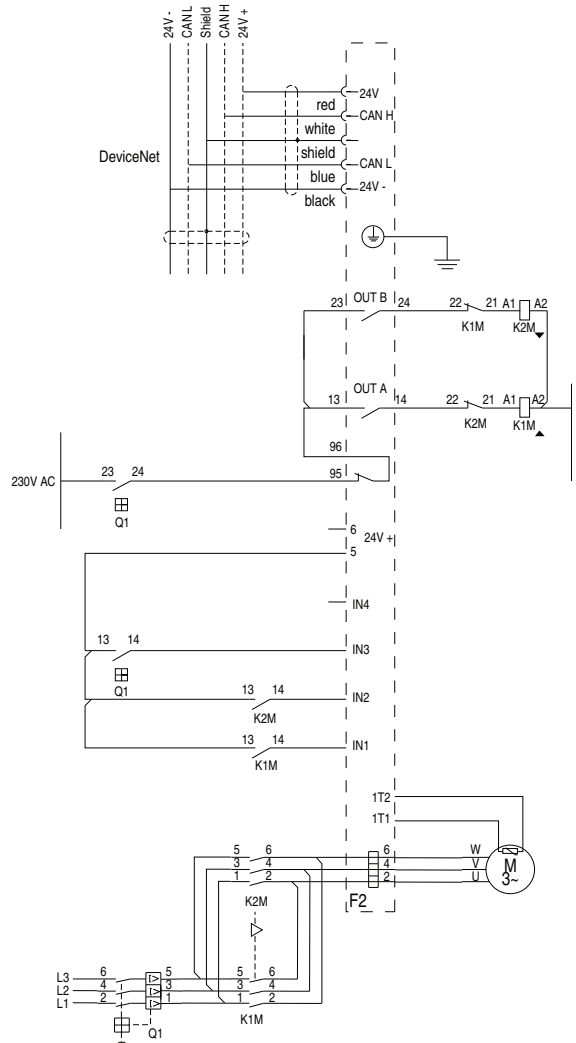 24V - CAN L Shield CAN H 24V +
24V
red
CAN H
white
DeviceNet
shield
CAN L
blue
24V -
black
23 OUT B 24 22 21 A1 A2
K1M K2M
OUT A
13 14 22 21 A1 A2
K2M K1M
96
230V AC 23 24 95
Q1
6
24V +
5
IN4
13 14 IN3
Q1
13 14 IN2
K2M
13 14 IN1
K1M
1T2
1T1
5 6 6 W
3 4 4 V
1 2 2 U
M
3~
K2M
F2
L3 6 5 5 6
L2 4 3 3 4
L1 2 1 1 2
Q1 K1M